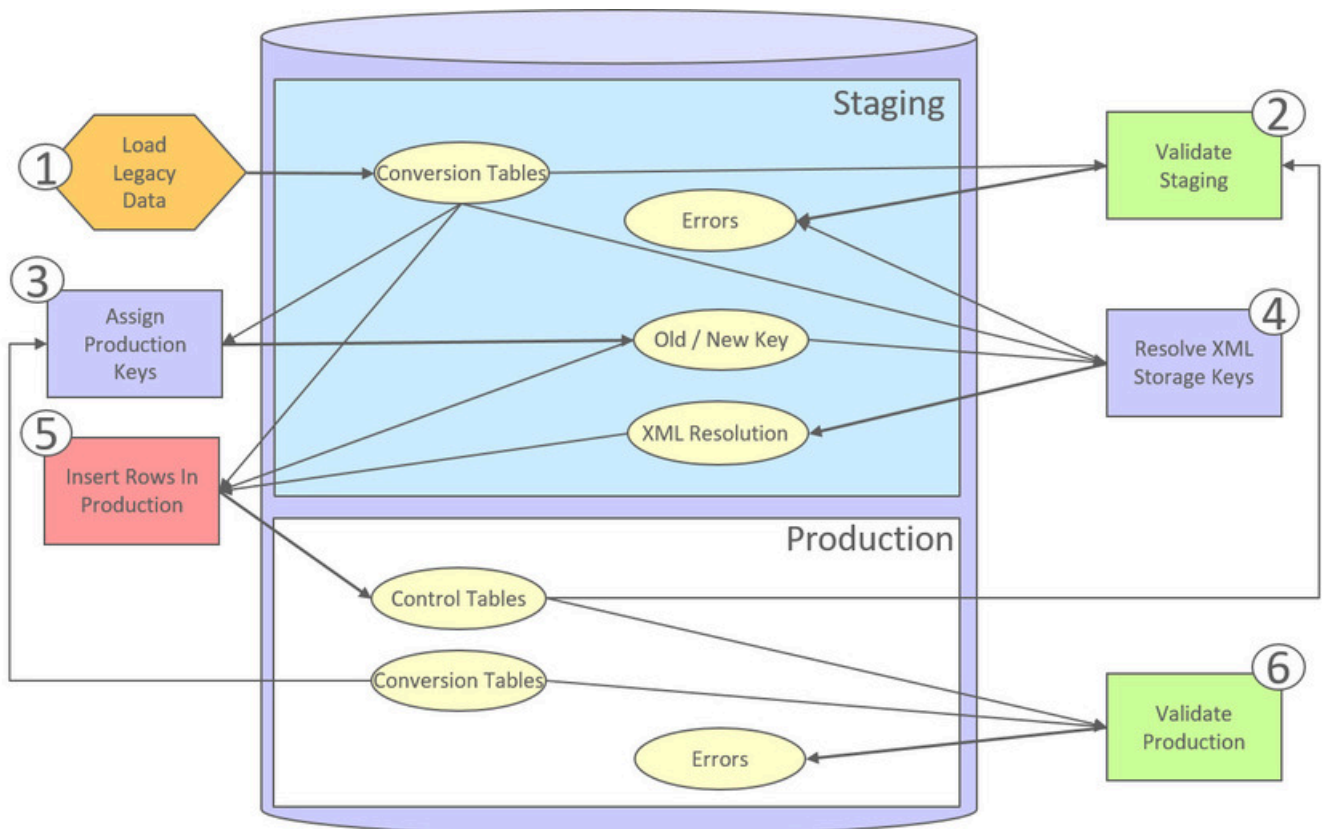 Staging
1
Load
Legacy
Data
Conversion Tables
2
Validate
Staging
Errors
3
Assign
Production
Keys
Old / New Key
4
Resolve XML
Storage Keys
XML Resolution
5
Insert Rows In
Production
Production
Control Tables
Conversion Tables
6
Validate
Production
Errors